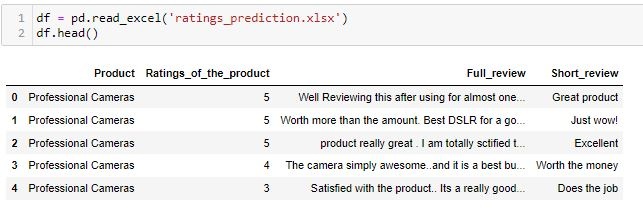 1 df = pd.read_excel('ratings_prediction.xlsx')
2 df.head()
Product Ratings_of_the_product Full_review Short_review
0 Professional Cameras 5 Well Reviewing this after using for almost one... Great product
1 Professional Cameras 5 Worth more than the amount. Best DSLR for a go... Just wow!
2 Professional Cameras 5 product really great . I am totally sctified t... Excellent
3 Professional Cameras 4 The camera simply awesome..and it is a best bu... Worth the money
4 Professional Cameras 3 Satisfied with the product.. Its a really good... Does the job